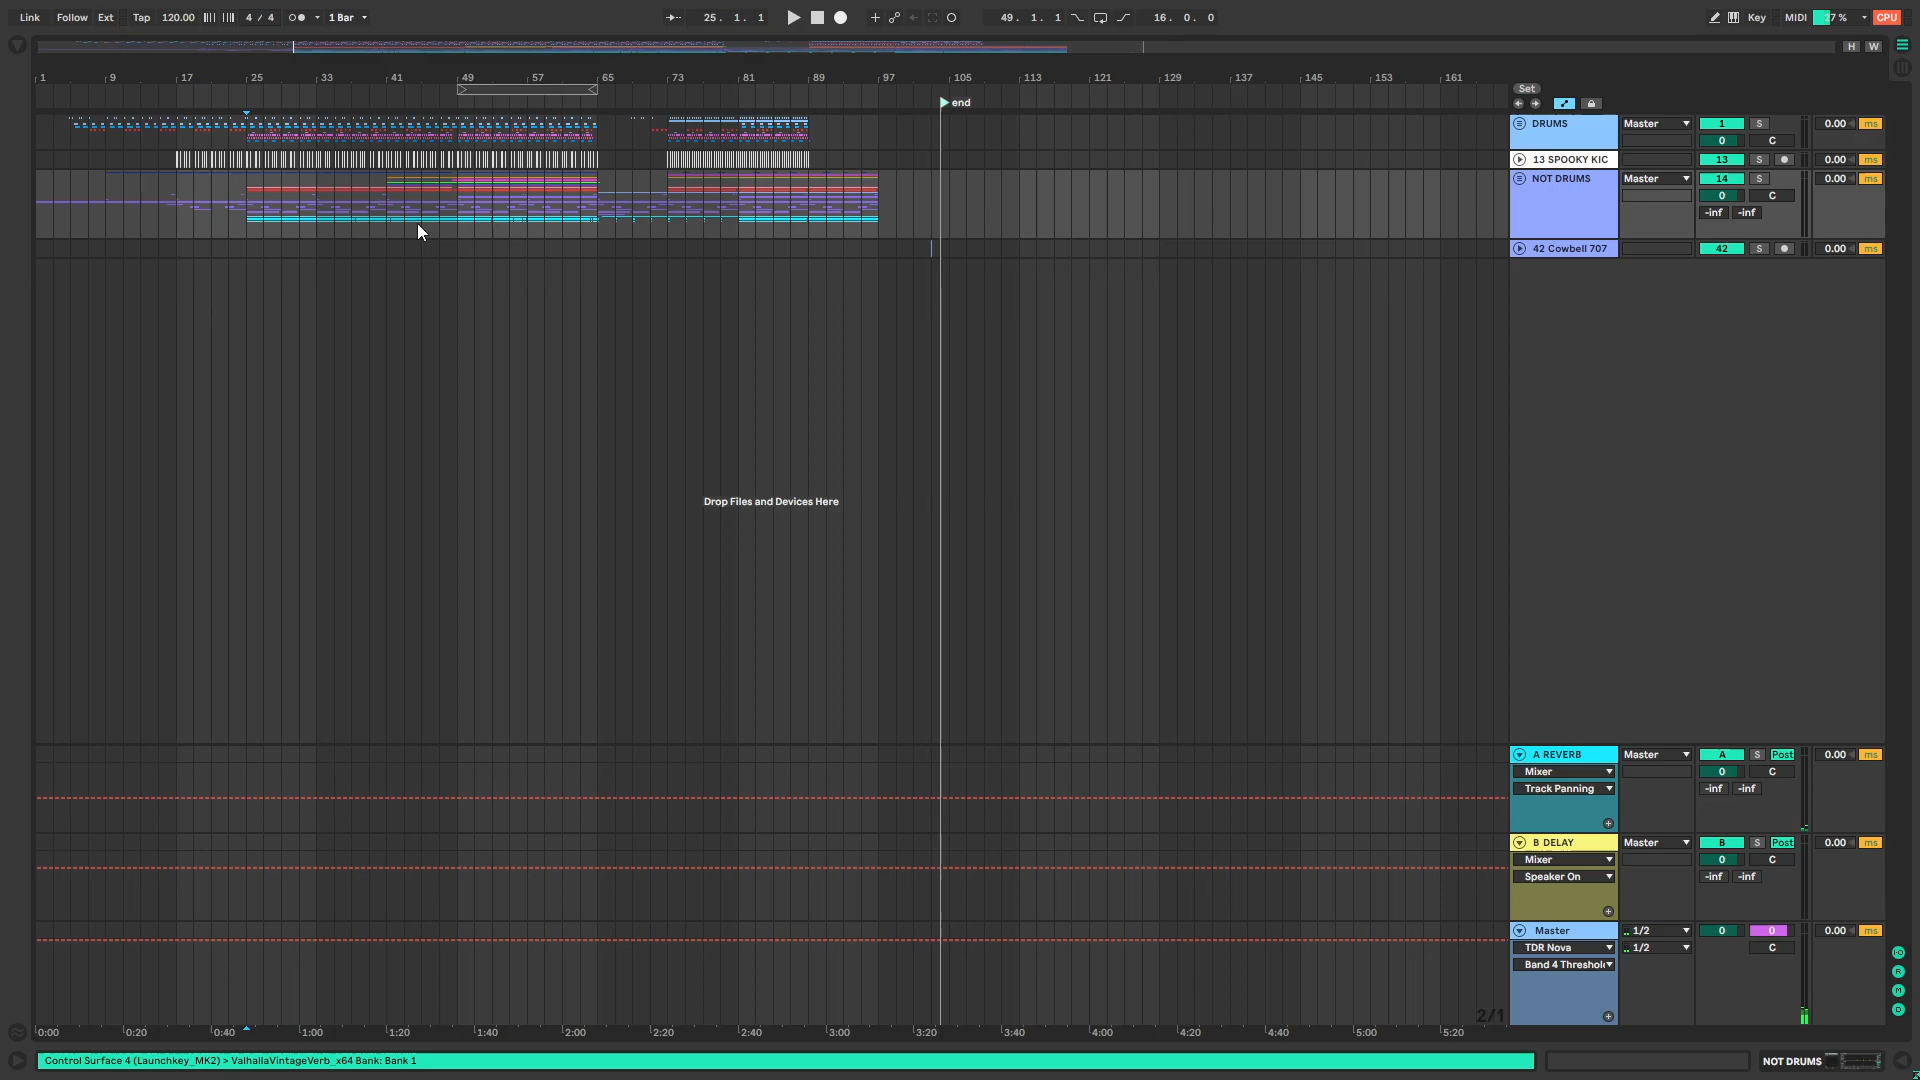 Link Follow Ext Tap 120.00 4 / 4 1 Bar 25. 1. 1 49. 1. 1 16. 0. 0 Key MIDI 27 % CPU
H W
1 9 17 25 33 41 49 57 65 73 81 89 97 105 113 121 129 137 145 153 161
Set
end
DRUMS Master 1 S 0.00 ms
0 C
13 SPOOKY KIC 13 S 0.00 ms
NOT DRUMS Master 14 S 0.00 ms
0 C
-inf -inf
42 Cowbell 707 42 S 0.00 ms
Drop Files and Devices Here
A REVERB Master A S Post 0.00 ms
Mixer 0 C
Track Panning -inf -inf
B DELAY Master B S Post 0.00 ms
Mixer 0 C
Speaker On -inf -inf
Master 1/2 0 0 0.00 ms
TDR Nova 1/2 C
Band 4 Threshol
2/1
0:00 0:20 0:40 1:00 1:20 1:40 2:00 2:20 2:40 3:00 3:20 3:40 4:00 4:20 4:40 5:00 5:20
Control Surface 4 (Launchkey_MK2) > ValhallaVintageVerb_x64 Bank: Bank 1
NOT DRUMS